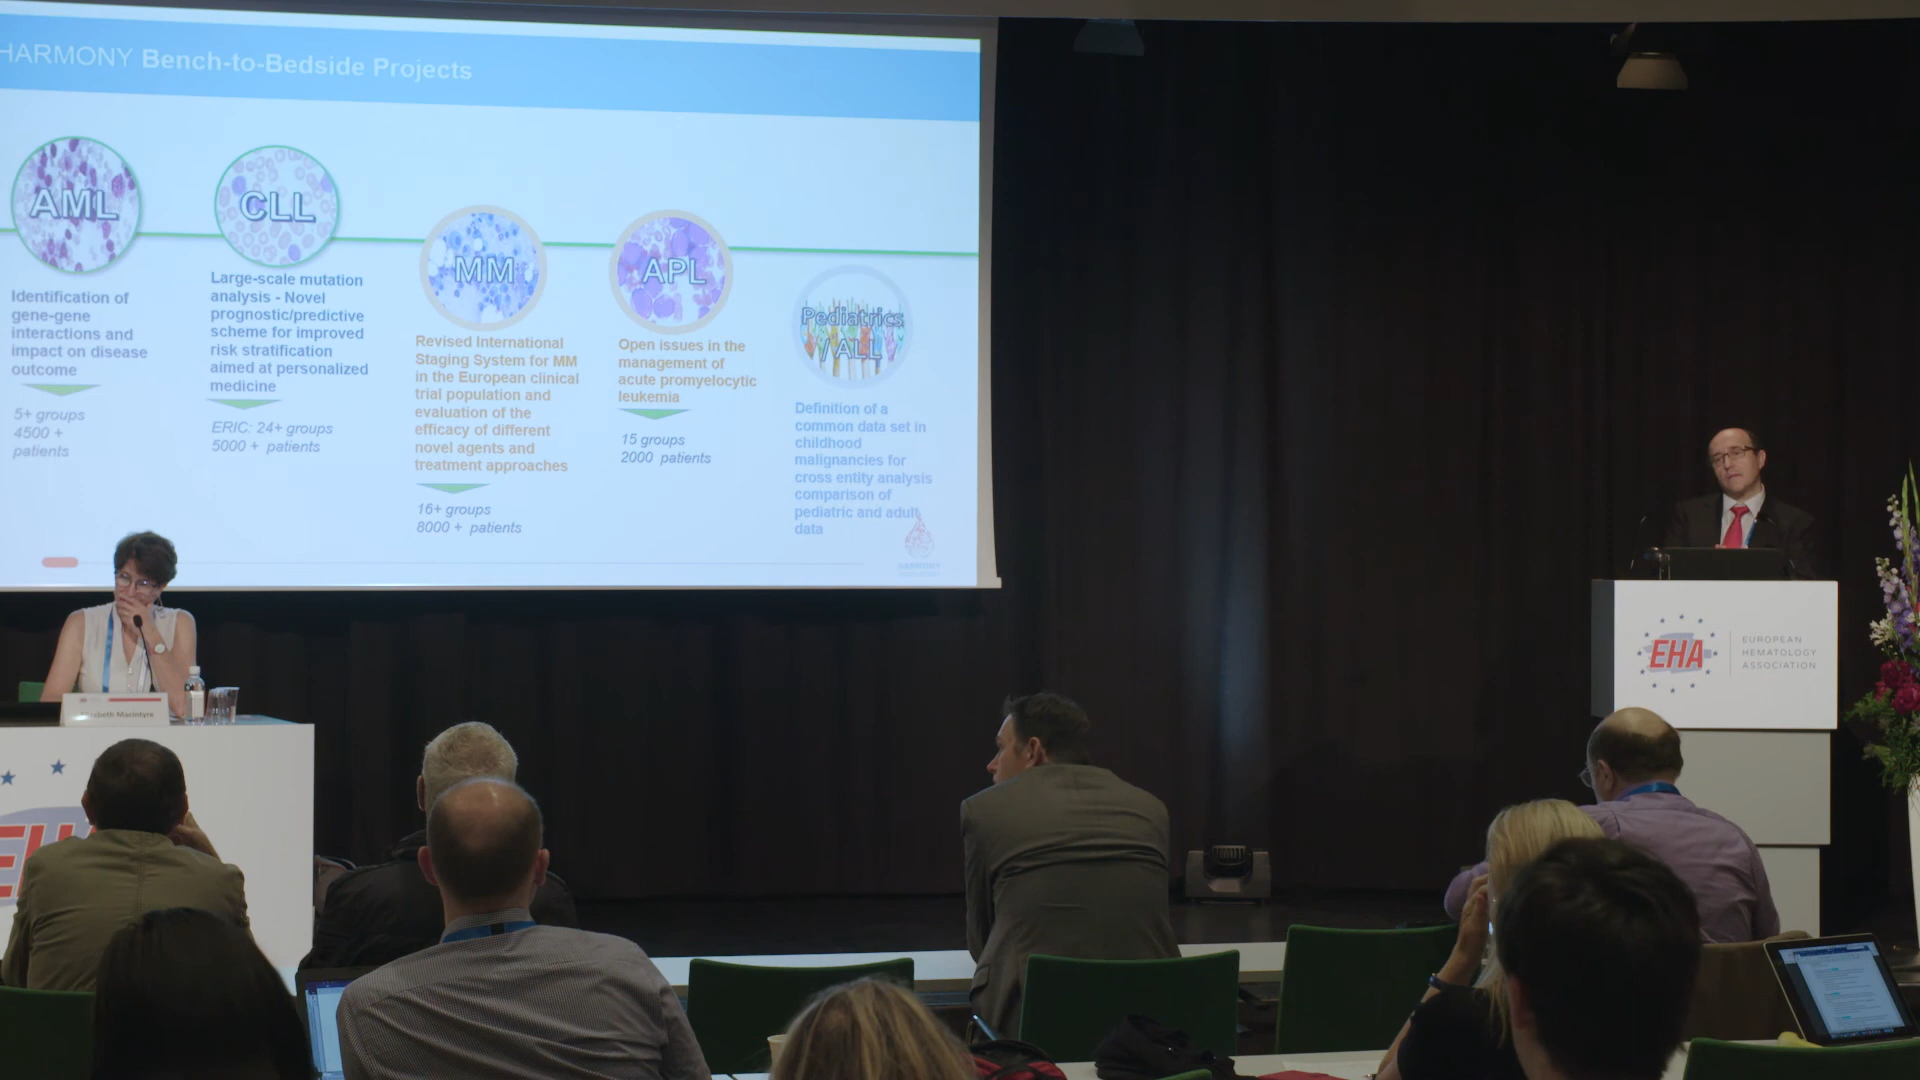 HARMONY Bench-to-Bedside Projects
AML
Identification of
gene-gene
interactions and
impact on disease
outcome
5+ groups
4500 +
patients
CLL
Large-scale mutation
analysis - Novel
prognostic/predictive
scheme for improved
risk stratification
aimed at personalized
medicine
ERIC: 24+ groups
5000 + patients
MM
Revised International
Staging System for MM
in the European clinical
trial population and
evaluation of the
efficacy of different
novel agents and
treatment approaches
16+ groups
8000 + patients
APL
Open issues in the
management of
acute promyelocytic
leukemia
15 groups
2000 patients
Pediatrics
/ ALL
Definition of a
common data set in
childhood
malignancies for
cross entity analysis
comparison of
pediatric and adult
data
HARMONY
Macintyre
EHA
EUROPEAN
HEMATOLOGY
ASSOCIATION